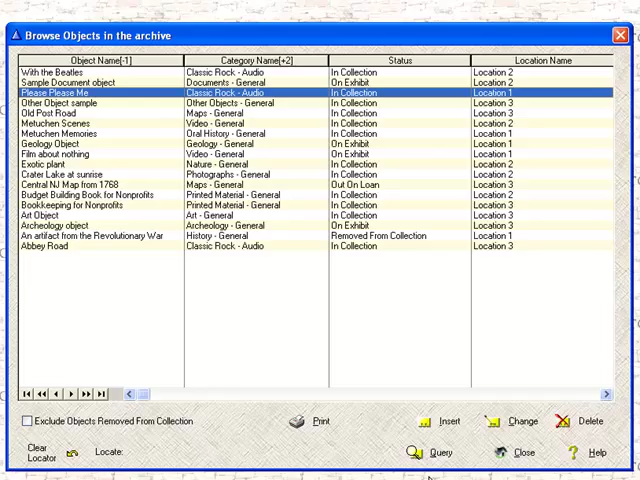 Browse Objects in the archive
Object Name[-1] Category Name[+2] Status Location Name
With the Beatles Classic Rock - Audio In Collection Location 2
Sample Document object Documents - General On Exhibit Location 2
Please Please Me Classic Rock - Audio In Collection Location 1
Other Object sample Other Objects - General In Collection Location 3
Old Post Road Maps - General In Collection Location 3
Metuchen Scenes Video - General In Collection Location 2
Metuchen Memories Oral History - General In Collection Location 1
Geology Object Geology - General On Exhibit Location 1
Film about nothing Video - General On Exhibit Location 1
Exotic plant Nature - General In Collection Location 2
Crater Lake at sunrise Photographs - General In Collection Location 2
Central NJ Map from 1768 Maps - General Out On Loan Location 3
Budget Building Book for Nonprofits Printed Material - General In Collection Location 2
Bookkeeping for Nonprofits Printed Material - General In Collection Location 3
Art Object Art - General In Collection Location 3
Archeology object Archeology - General On Exhibit Location 3
An artifact from the Revolutionary War History - General Removed From Collection Location 1
Abbey Road Classic Rock - Audio In Collection Location 3
Exclude Objects Removed From Collection Print Insert Change Delete
Clear Locator Locate: Query Close Help